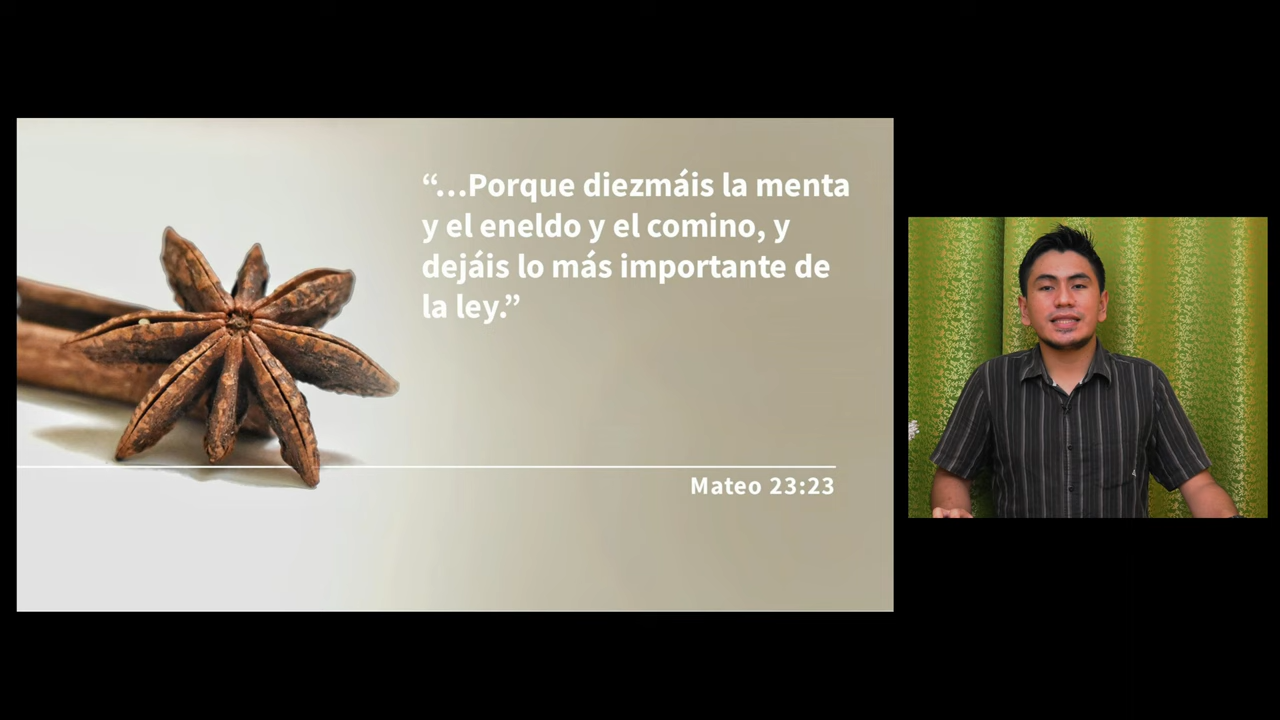 “...Porque diezmáis la menta
y el eneldo y el comino, y
dejáis lo más importante de
la ley.”
Mateo 23:23